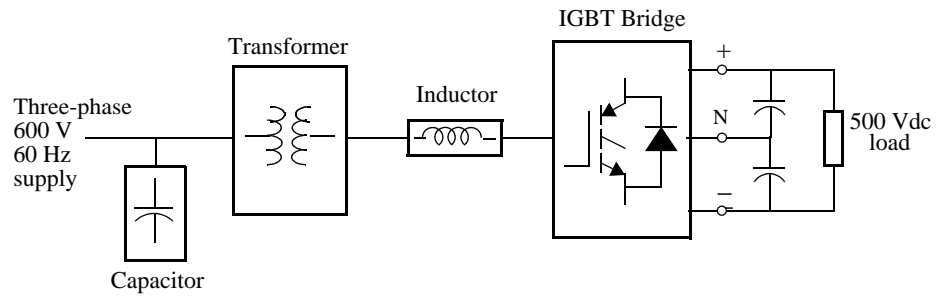 IGBT Bridge
Transformer
+
Inductor
Three-phase
600 V
60 Hz
supply
N
500 Vdc
load
−
Capacitor